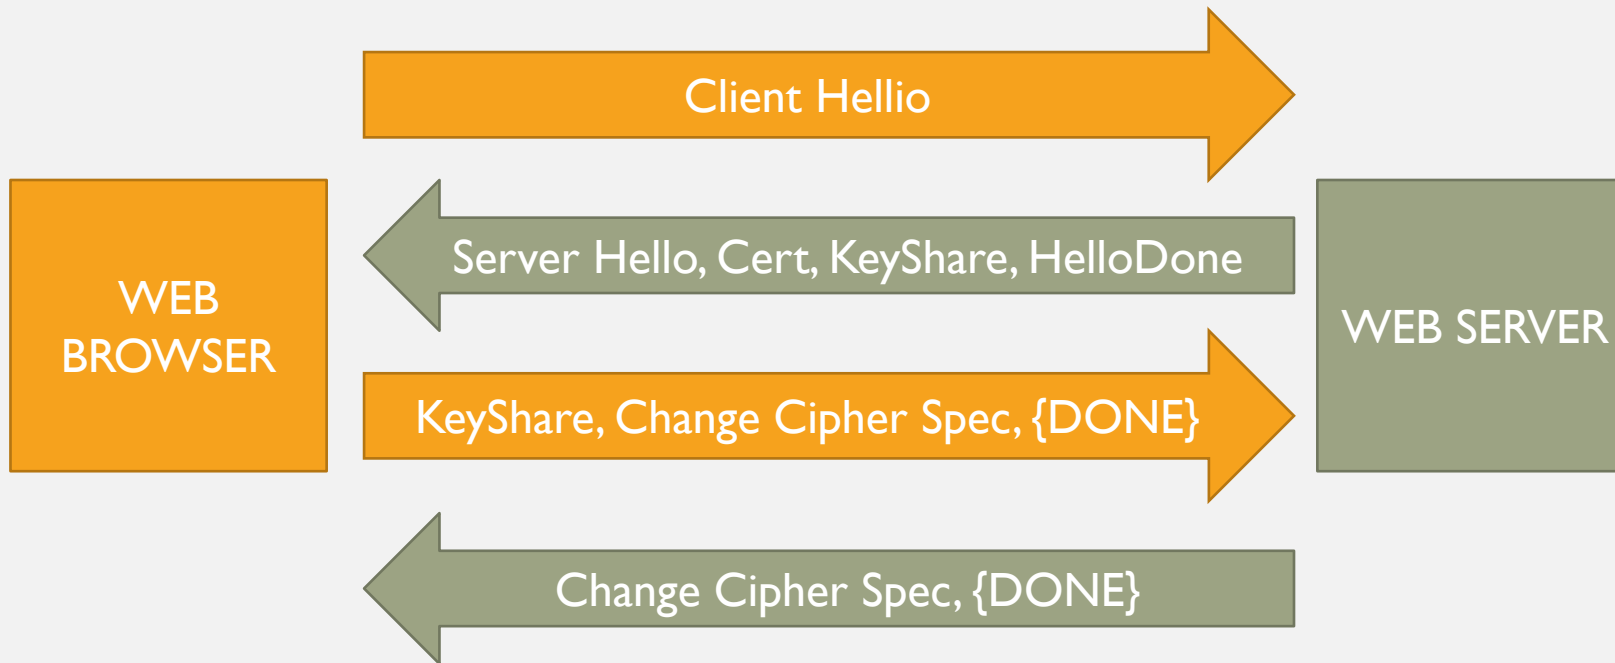 Client Hellio
Server Hello, Cert, KeyShare, HelloDone
WEB
BROWSER
WEB SERVER
KeyShare, Change Cipher Spec, {DONE}
Change Cipher Spec, {DONE}